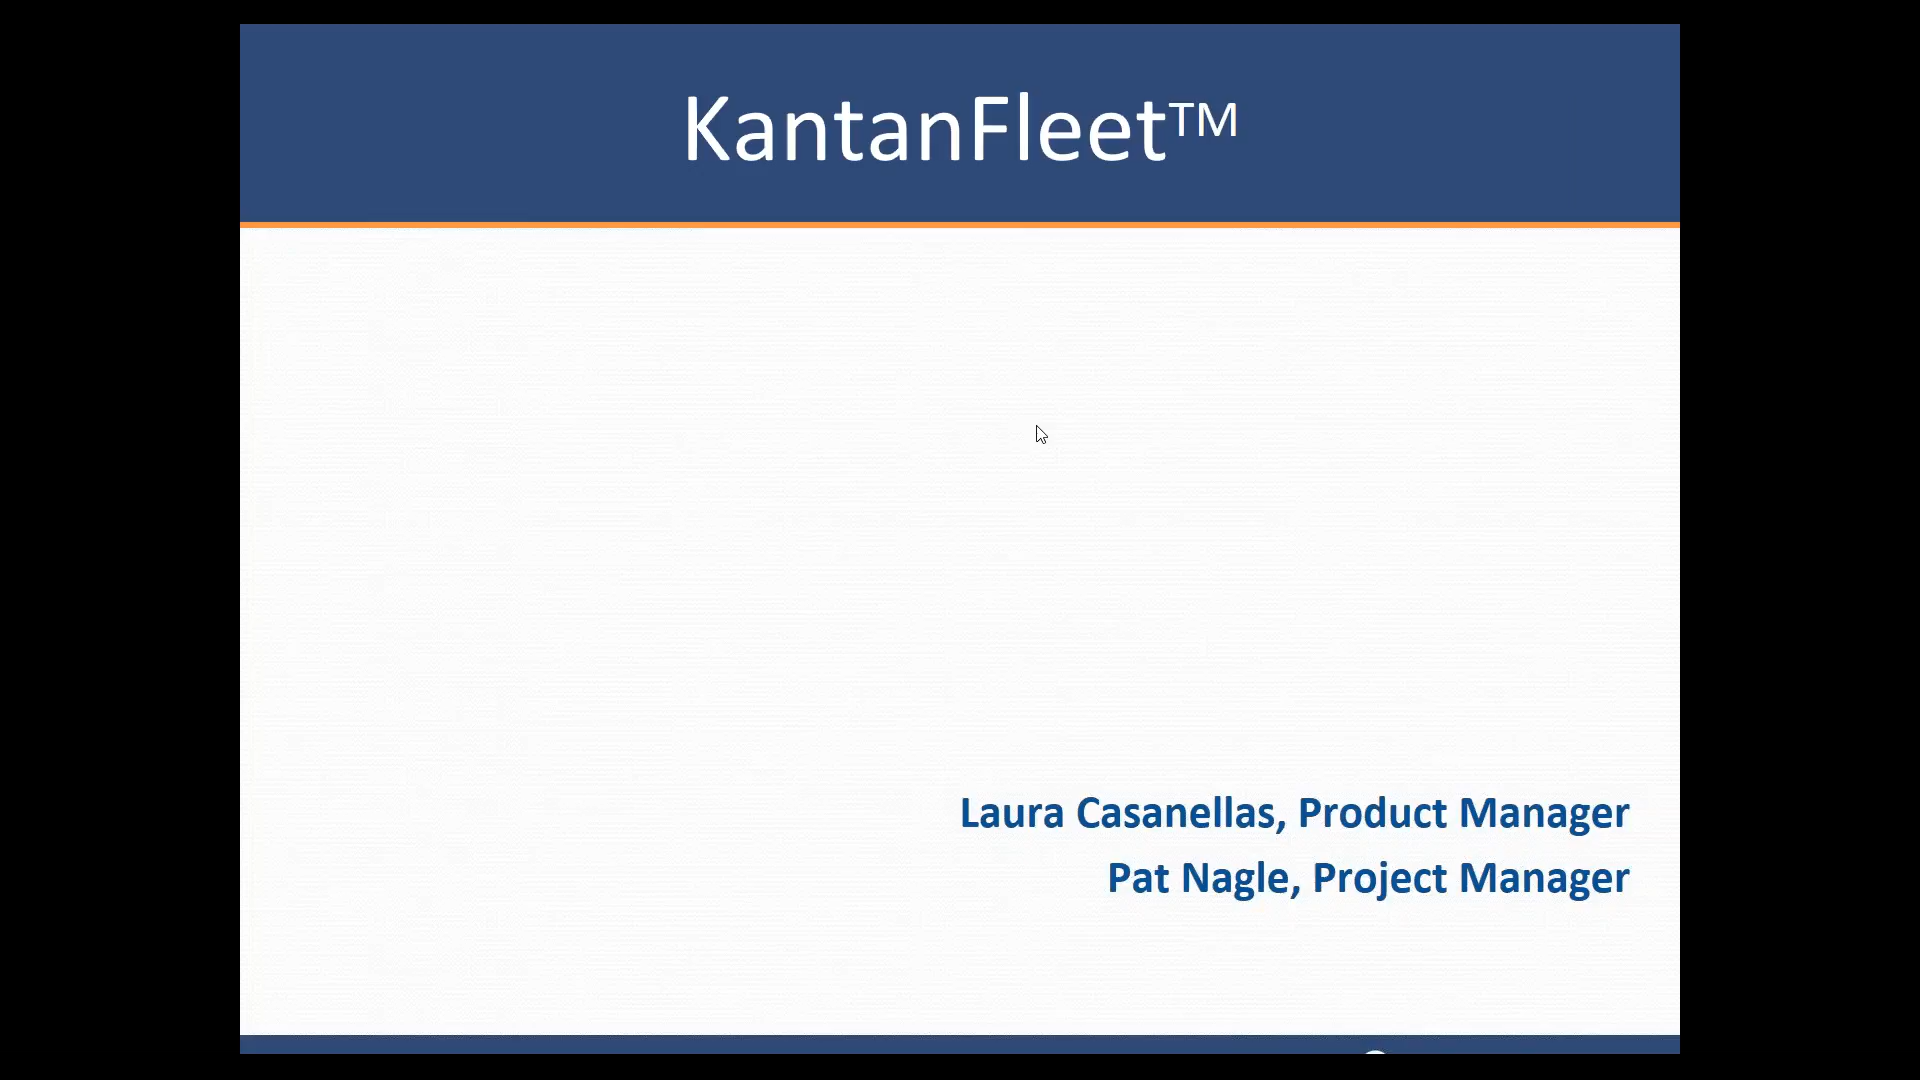 KantanFleet™
Laura Casanellas, Product Manager
Pat Nagle, Project Manager